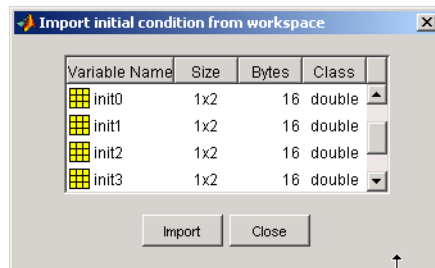 Import initial condition from workspace
Variable Name Size Bytes Class
init0 1x2 16 double
init1 1x2 16 double
init2 1x2 16 double
init3 1x2 16 double
Import Close